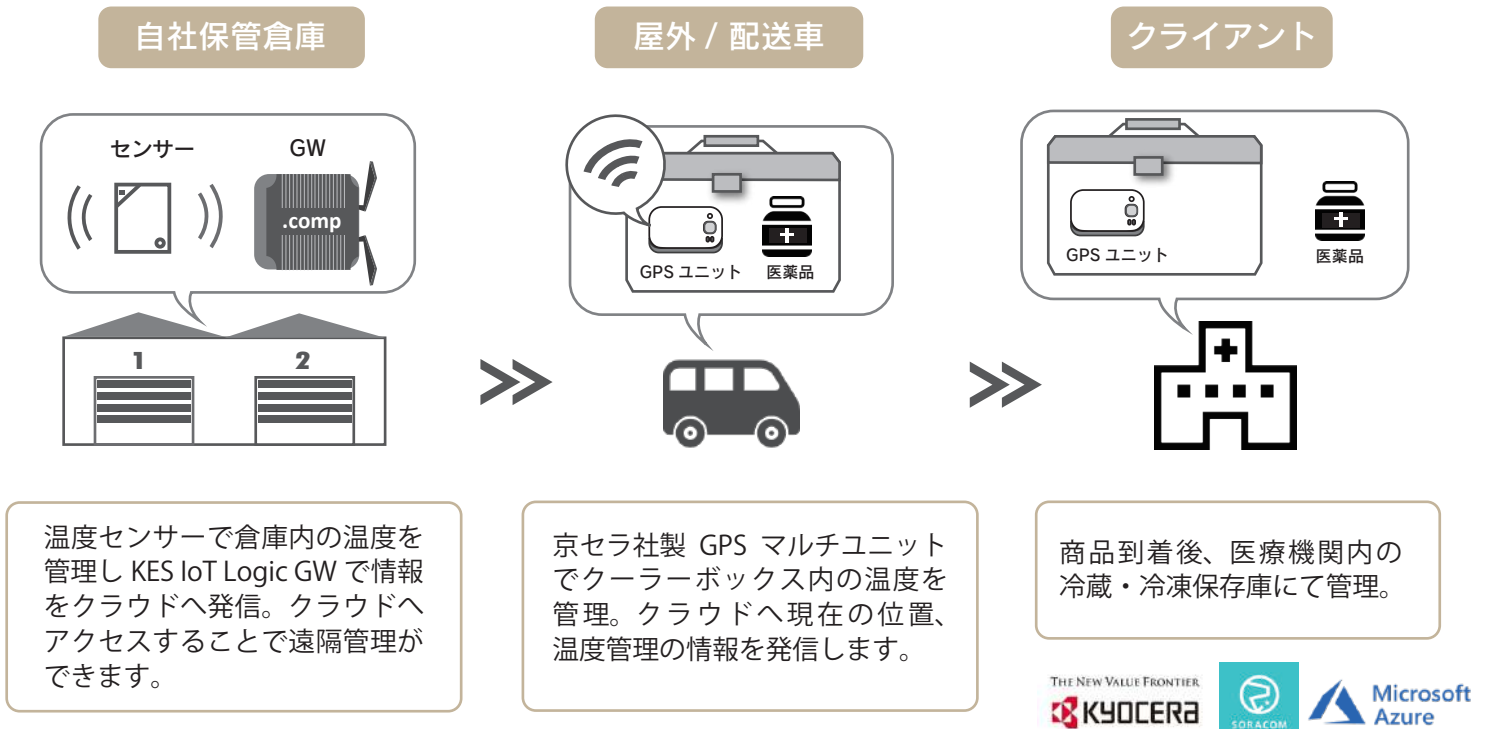 自社保管倉庫
屋外 / 配送車
クライアント
センサー
GW
.comp
1
2
GPS ユニット
医薬品
GPS ユニット
医薬品
温度センサーで倉庫内の温度を
管理し KES IoT Logic GW で情報
をクラウドへ発信。クラウドへ
アクセスすることで遠隔管理が
できます。
京セラ社製 GPS マルチユニット
でクーラーボックス内の温度を
管理。クラウドへ現在の位置、
温度管理の情報を発信します。
商品到着後、医療機関内の
冷蔵・冷凍保存庫にて管理。
THE NEW VALUE FRONTIER
KYOCERA
SORACOM
Microsoft
Azure